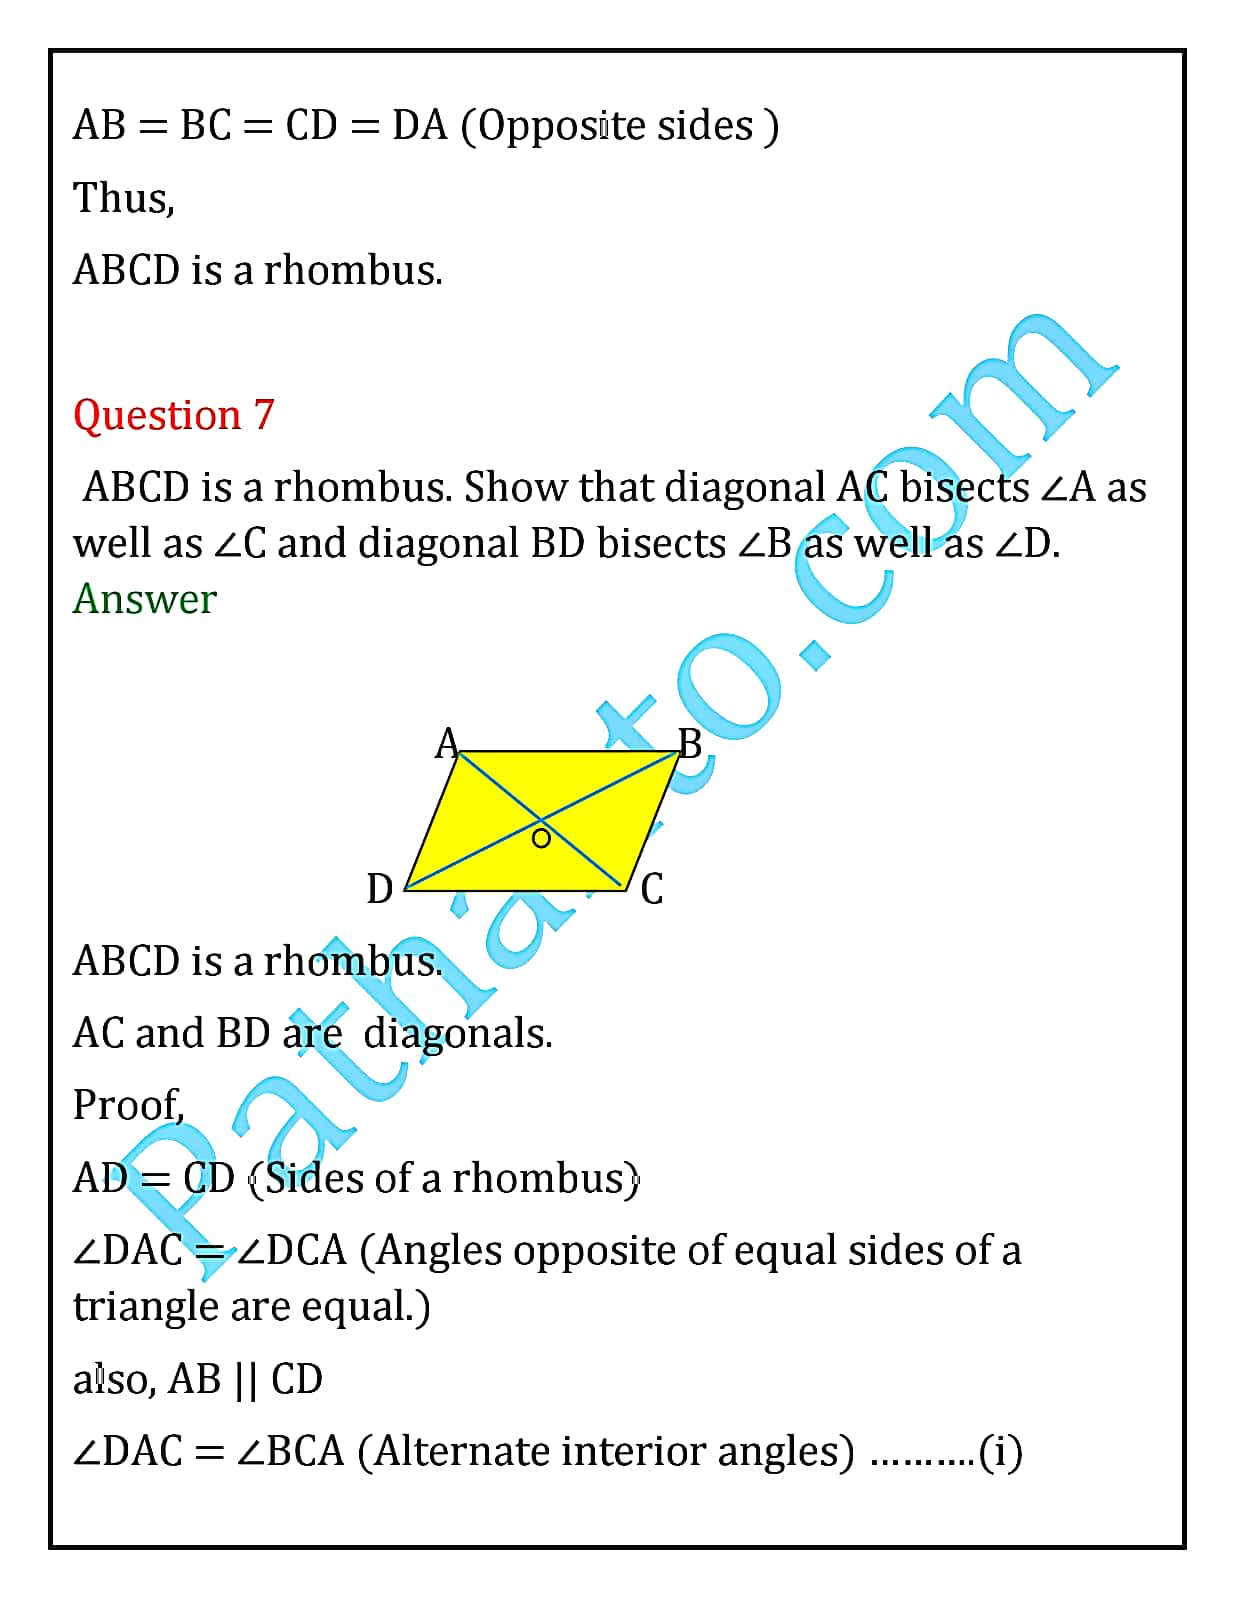 AB = BC = CD = DA (Opposite sides )
Thus,
ABCD is a rhombus.
Question 7
ABCD is a rhombus. Show that diagonal AC bisects ∠A as
well as ∠C and diagonal BD bisects ∠B as well as ∠D.
Answer
A B
O
D C
ABCD is a rhombus.
AC and BD are diagonals.
Proof,
AD = CD (Sides of a rhombus)
∠DAC = ∠DCA (Angles opposite of equal sides of a
triangle are equal.)
also, AB || CD
∠DAC = ∠BCA (Alternate interior angles) ..........(i)